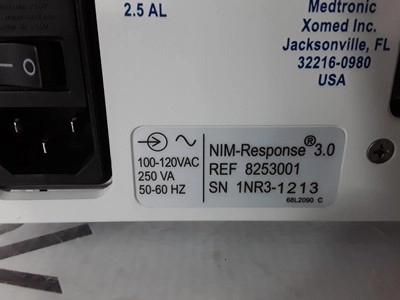 2.5 AL
Medtronic
Xomed Inc.
Jacksonville, FL
32216-0980
USA
100-120VAC
250 VA
50-60 HZ
NIM-Response® 3.0
REF 8253001
SN 1NR3-1213
68L2090 C